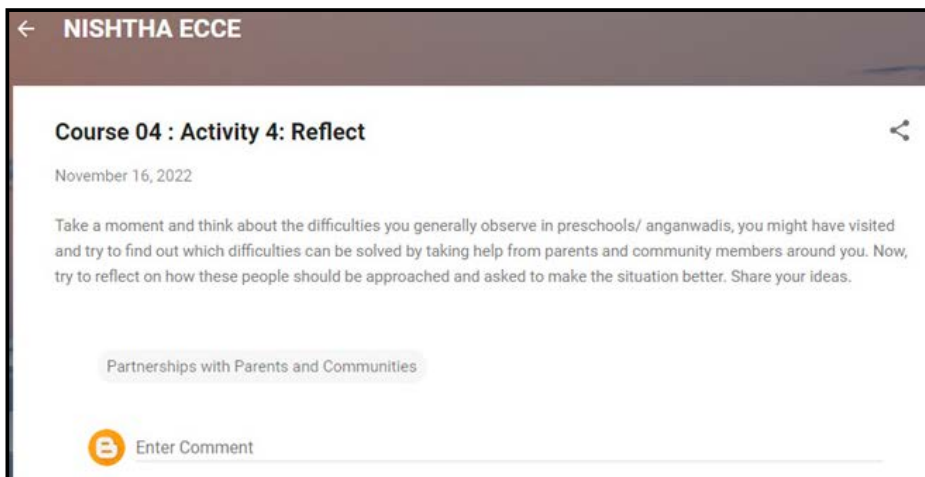 NISHTHA ECCE
Course 04 : Activity 4: Reflect
November 16, 2022
Take a moment and think about the difficulties you generally observe in preschools/ anganwadis, you might have visited
and try to find out which difficulties can be solved by taking help from parents and community members around you. Now,
try to reflect on how these people should be approached and asked to make the situation better. Share your ideas.
Partnerships with Parents and Communities
Enter Comment